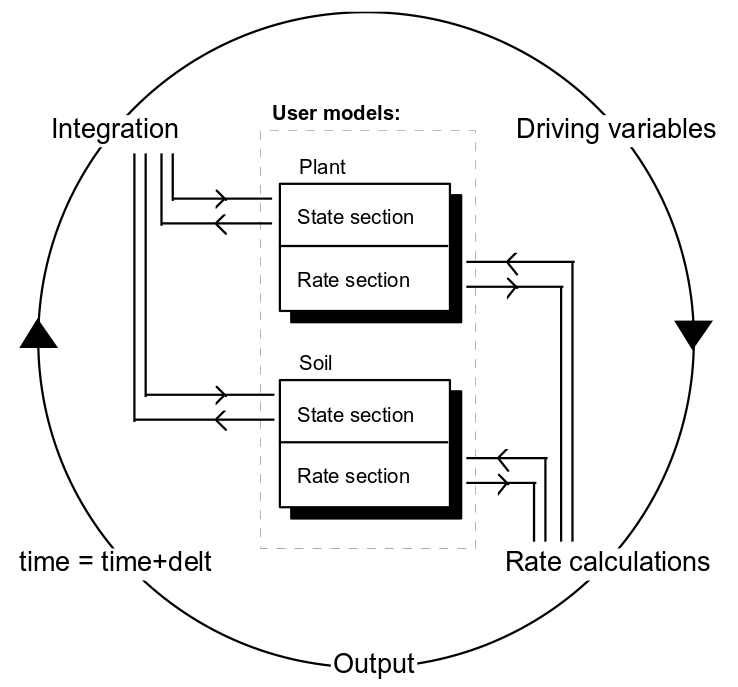 User models:
Integration
Driving variables
Plant
State section
Rate section
Soil
State section
Rate section
time = time+delt
Rate calculations
Output